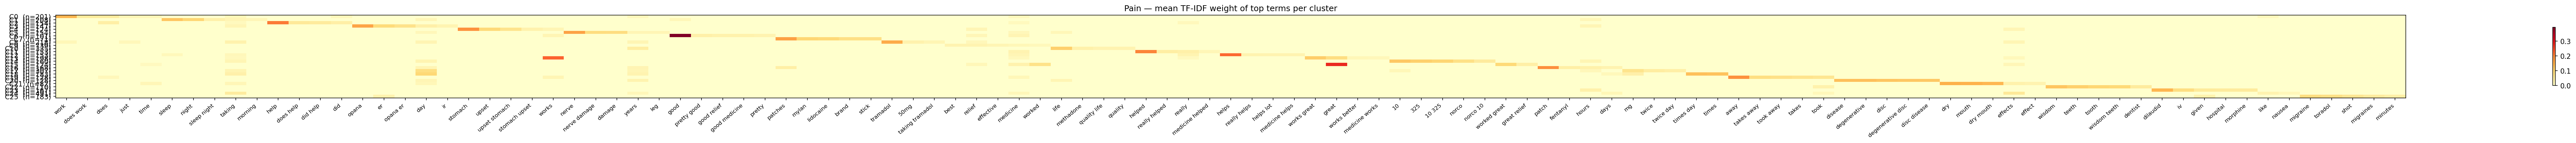 Pain — mean TF-IDF weight of top terms per cluster
C0 (n=201)
0.3
0.2
0.1
0.0
work
does work
does
just
time
sleep
night
sleep night
taking
morning
help
does help
did help
did
opana
er
opana er
day
ir
stomach
upset
upset stomach
stomach upset
works
nerve
nerve damage
damage
years
leg
good
pretty good
good relief
good medicine
pretty
patches
mylan
lidocaine
brand
stick
tramadol
50mg
taking tramadol
best
relief
effective
medicine
worked
life
methadone
quality life
quality
helped
really helped
really
medicine helped
helps
really helps
helps lot
medicine helps
works great
great
works better
medicine works
10
325
10 325
norco
norco 10
worked great
great relief
patch
fentanyl
hours
days
mg
twice
twice day
times day
times
away
takes away
took away
takes
took
disease
degenerative
disc
degenerative disc
disc disease
dry
mouth
dry mouth
effects
effect
wisdom
teeth
tooth
wisdom teeth
dentist
dilaudid
iv
given
hospital
morphine
like
nausea
migraine
toradol
shot
migraines
minutes